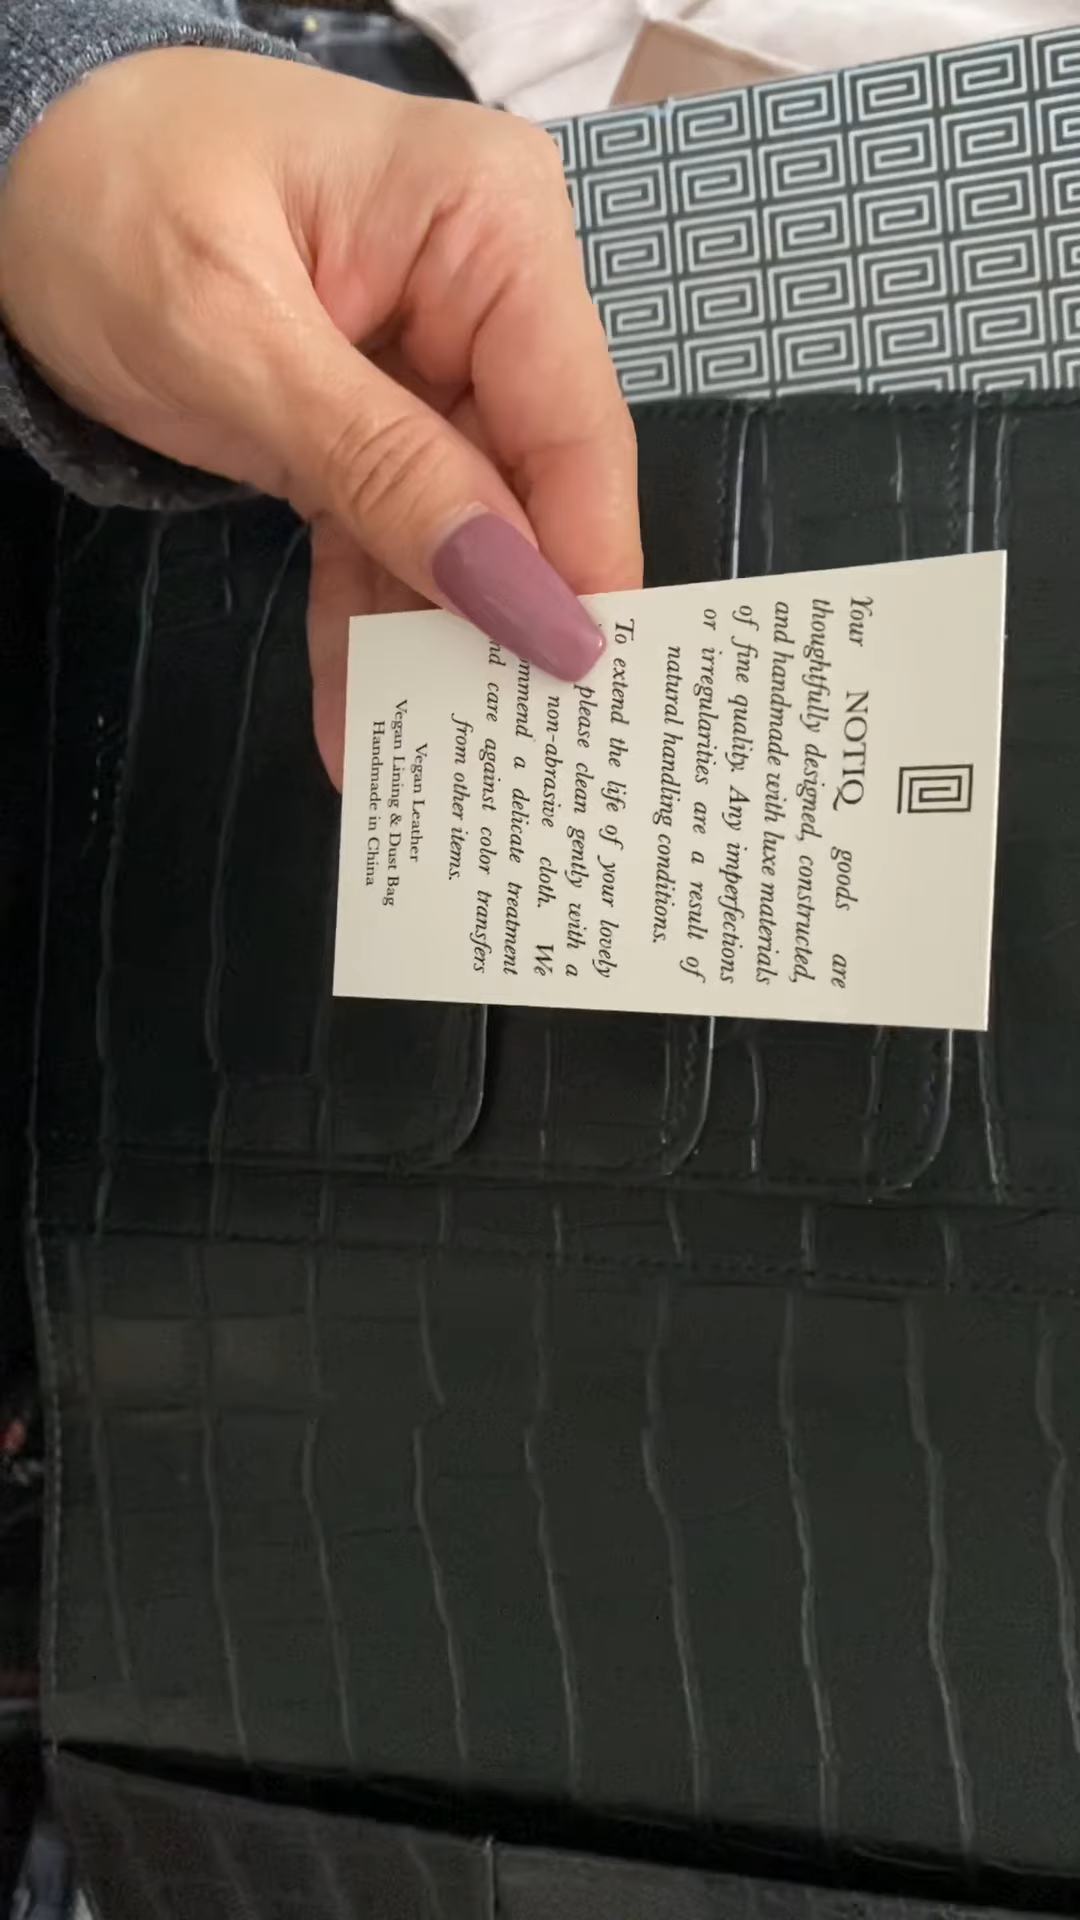 Your NOTIQ goods are
thoughtfully designed, constructed,
and handmade with luxe materials
of fine quality. Any imperfections
or irregularities are a result of
natural handling conditions.
To extend the life of your lovely
please clean gently with a
non-abrasive cloth. We
ommend a delicate treatment
nd care against color transfers
from other items.
Vegan Leather
Vegan Lining & Dust Bag
Handmade in China